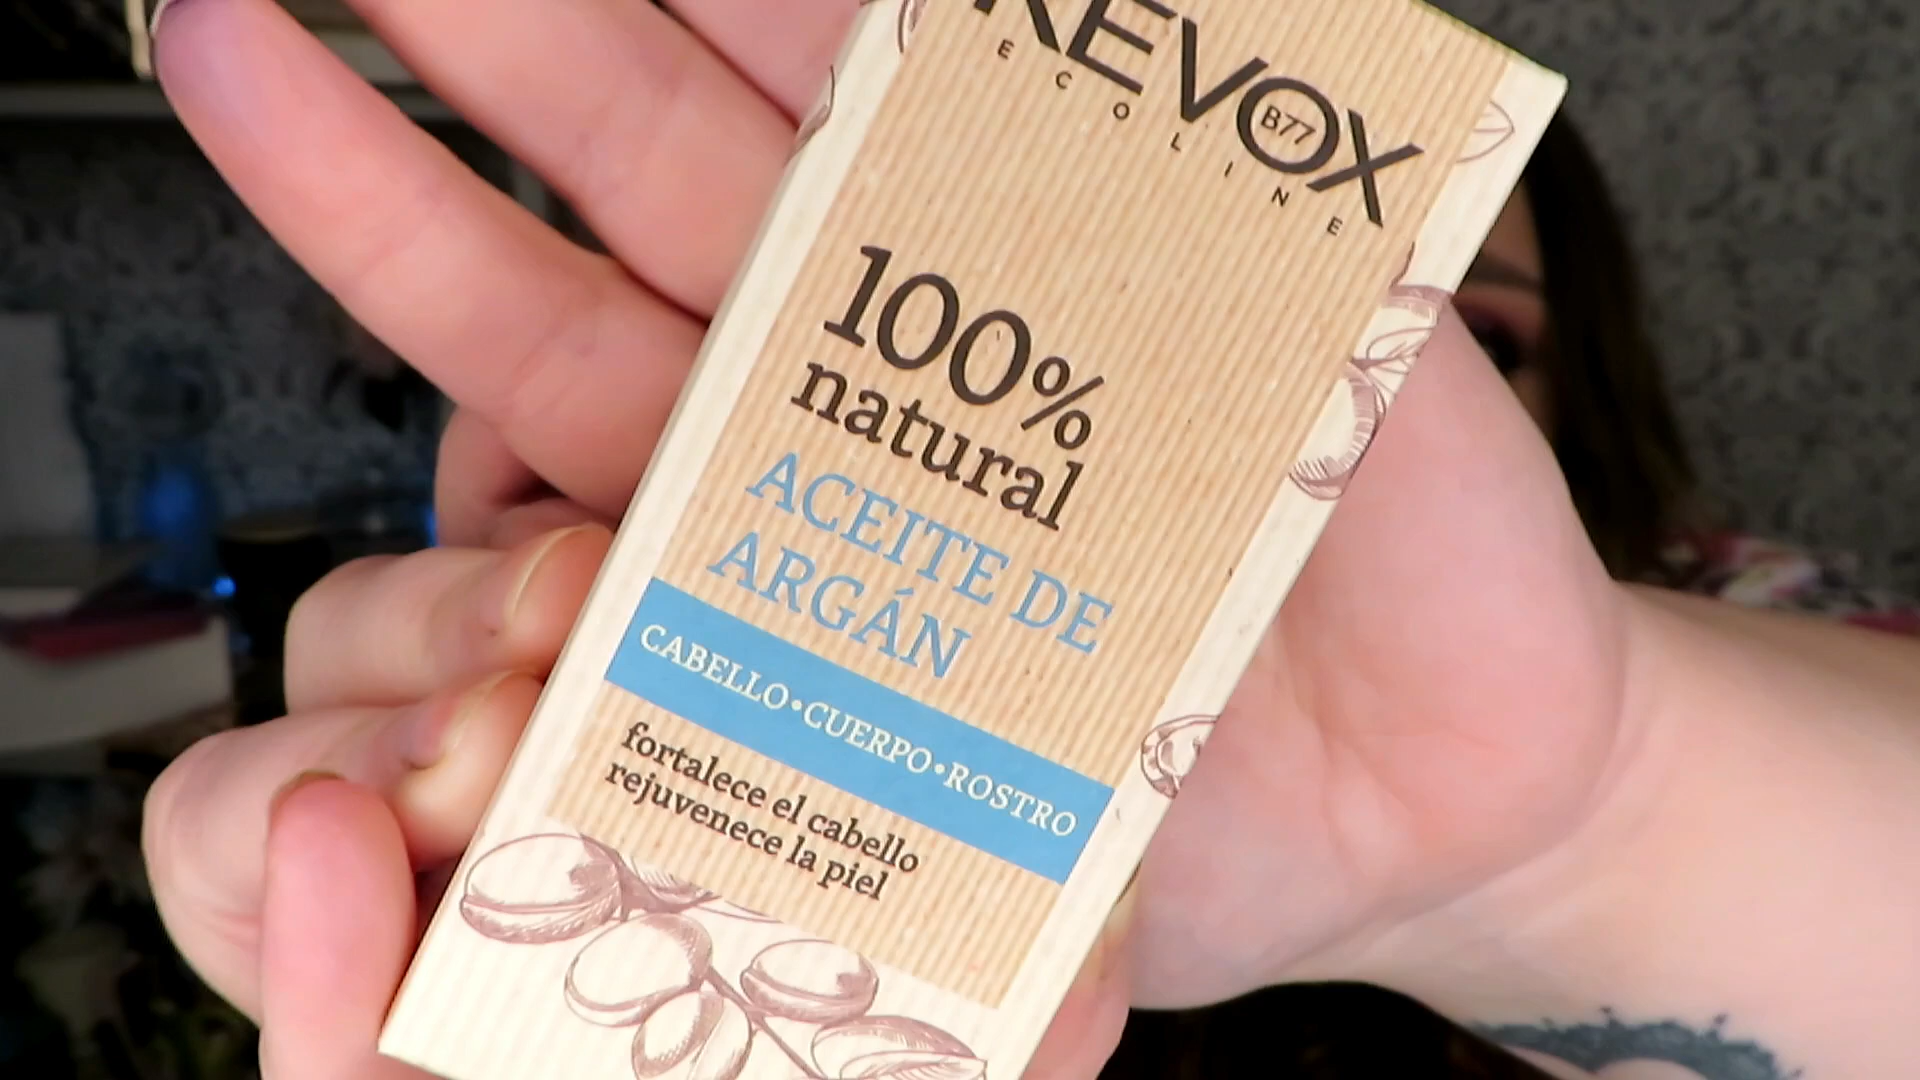 REVOX
B77
ECOLINE
100%
natural
ACEITE DE
ARGÁN
CABELLO•CUERPO•ROSTRO
fortalece el cabello
rejuvenece la piel